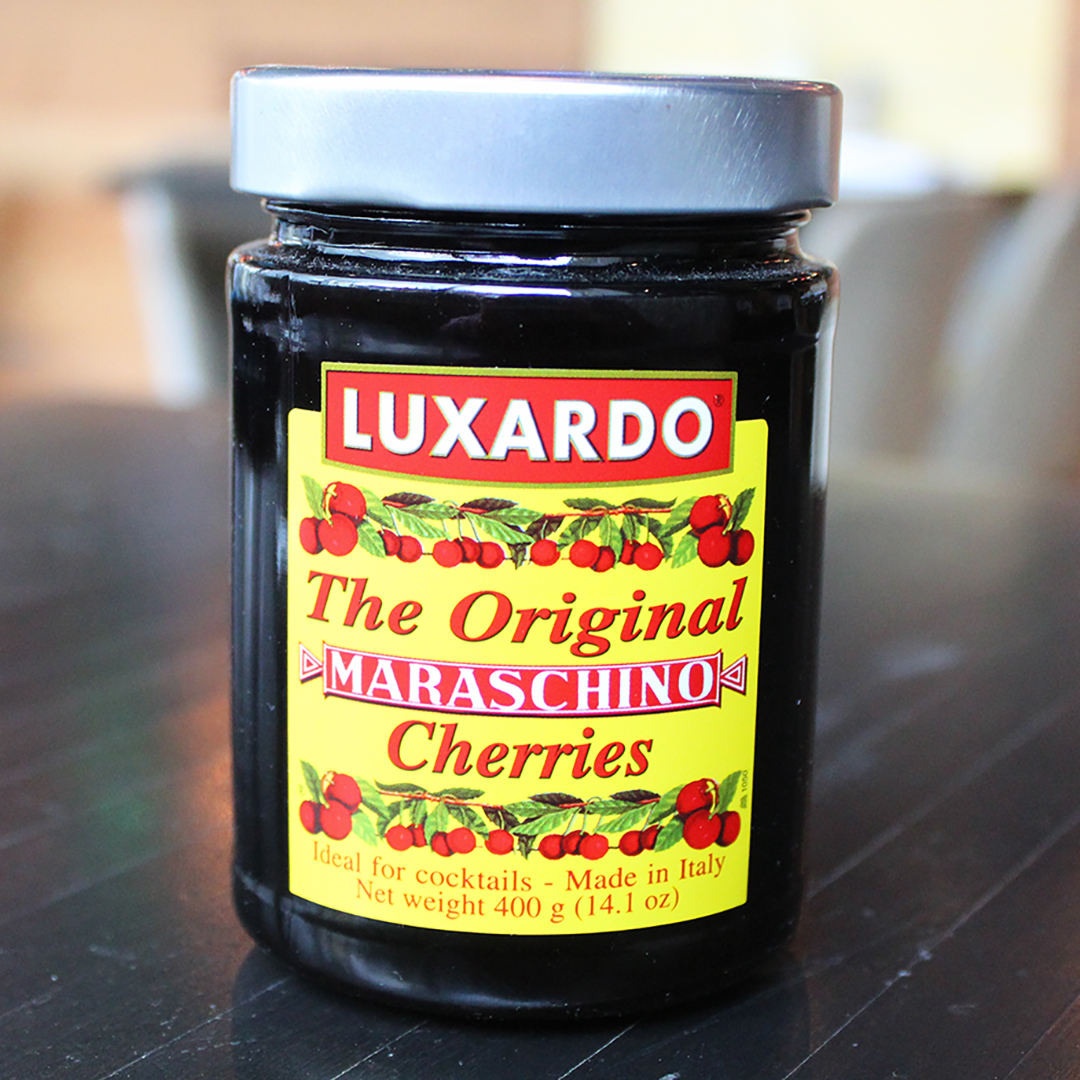 LUXARDO®
The Original
MARASCHINO
Cherries
Ideal for cocktails - Made in Italy
Net weight 400 g (14.1 oz)